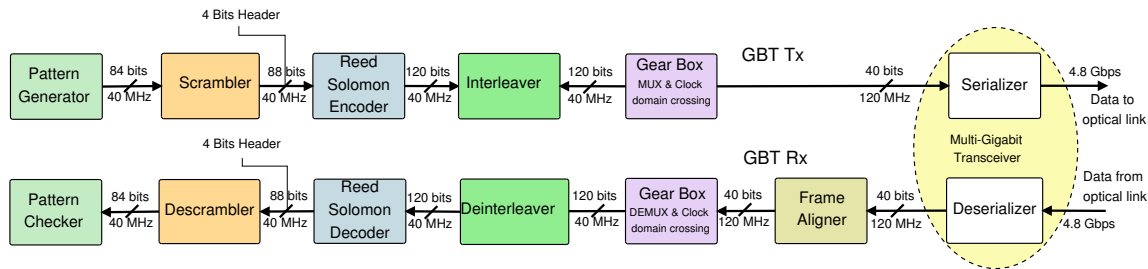 4 Bits Header
GBT Tx
Pattern
Generator
84 bits
40 MHz
Scrambler
88 bits
40 MHz
Reed
Solomon
Encoder
120 bits
40 MHz
Interleaver
120 bits
40 MHz
Gear Box
MUX & Clock
domain crossing
40 bits
120 MHz
Serializer
4.8 Gbps
Data to
optical link
Multi-Gigabit
Transceiver
4 Bits Header
GBT Rx
Pattern
Checker
84 bits
40 MHz
Descrambler
88 bits
40 MHz
Reed
Solomon
Decoder
120 bits
40 MHz
Deinterleaver
120 bits
40 MHz
Gear Box
DEMUX & Clock
domain crossing
40 bits
120 MHz
Frame
Aligner
40 bits
120 MHz
Deserializer
Data from
optical link
4.8 Gbps